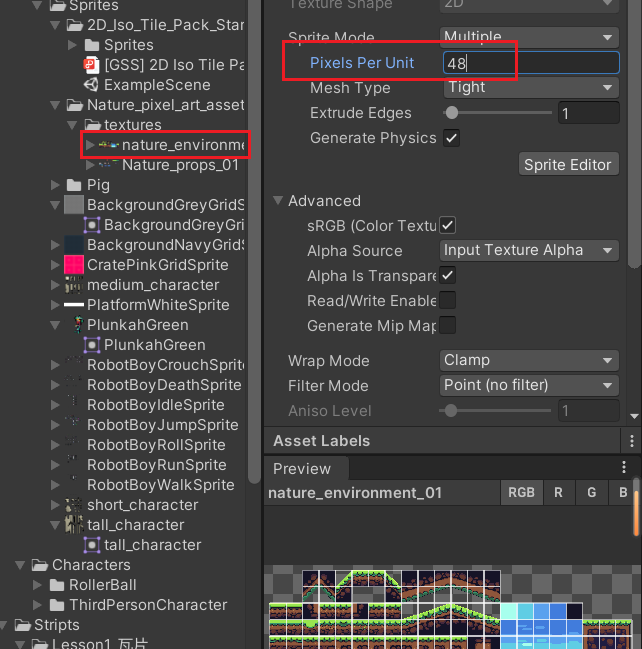 Sprites
2D_Iso_Tile_Pack_Star
Sprites
[GSS] 2D Iso Tile Pa
ExampleScene
Nature_pixel_art_asset
textures
nature_environme
Nature_props_01
Pig
BackgroundGreyGridS
BackgroundGreyGri
BackgroundNavyGridS
CratePinkGridSprite
medium_character
PlatformWhiteSprite
PlunkahGreen
PlunkahGreen
RobotBoyCrouchSprite
RobotBoyDeathSprite
RobotBoyIdleSprite
RobotBoyJumpSprite
RobotBoyRollSprite
RobotBoyRunSprite
RobotBoyWalkSprite
short_character
tall_character
tall_character
Characters
RollerBall
ThirdPersonCharacter
Stripts
Lesson1 瓦片
Texture Shape 2D
Sprite Mode Multiple
Pixels Per Unit 48
Mesh Type Tight
Extrude Edges 1
Generate Physics
Sprite Editor
Advanced
sRGB (Color Textu
Alpha Source Input Texture Alpha
Alpha Is Transpare
Read/Write Enable
Generate Mip Map
Wrap Mode Clamp
Filter Mode Point (no filter)
Aniso Level 1
Asset Labels
Preview
nature_environment_01 RGB R G B